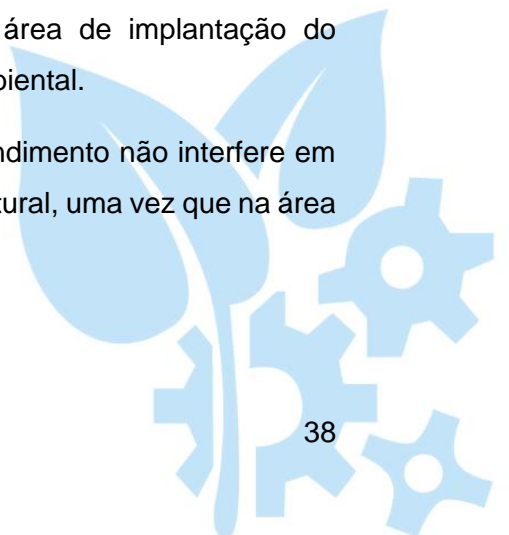 área de implantação do
biental.
ndimento não interfere em
tural, uma vez que na área
38